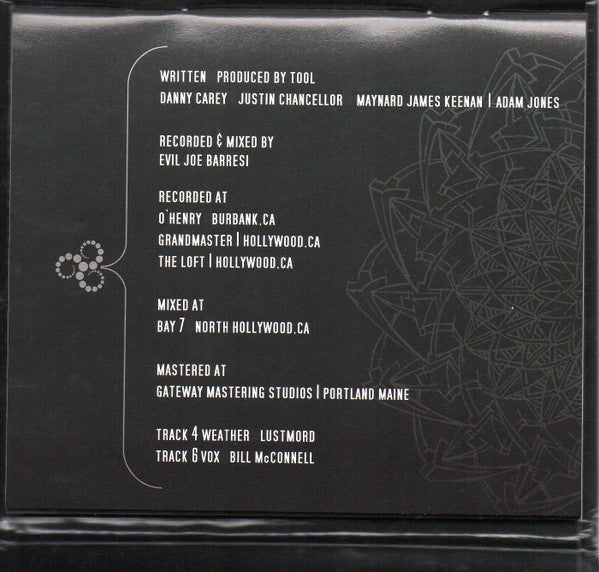 WRITTEN PRODUCED BY TOOL
DANNY CAREY JUSTIN CHANCELLOR MAYNARD JAMES KEENAN | ADAM JONES
RECORDED & MIXED BY
EVIL JOE BARRESI
RECORDED AT
O'HENRY BURBANK.CA
GRANDMASTER | HOLLYWOOD.CA
THE LOFT | HOLLYWOOD.CA
MIXED AT
BAY 7 NORTH HOLLYWOOD.CA
MASTERED AT
GATEWAY MASTERING STUDIOS | PORTLAND MAINE
TRACK 4 WEATHER LUSTMORD
TRACK 6 VOX BILL McCONNELL